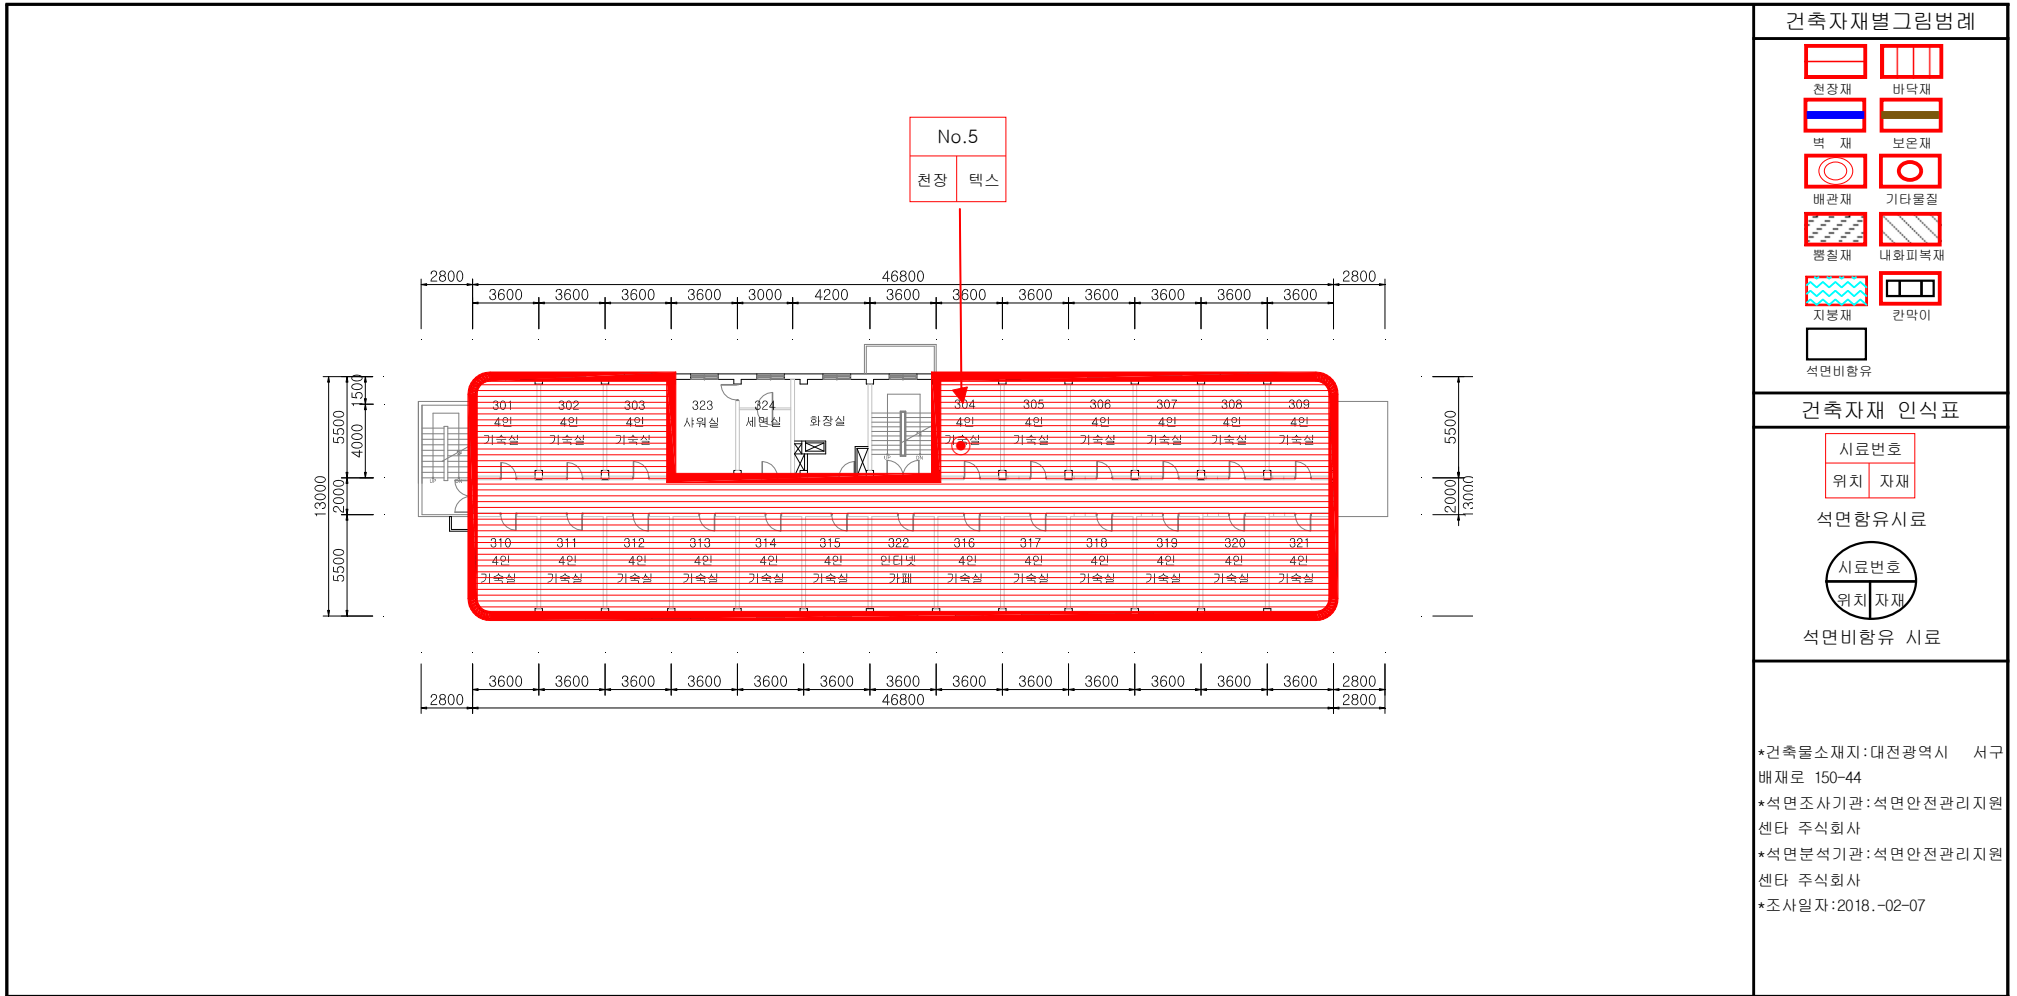 건축자재별그림범례
천장재 바닥재
벽 재 보온재
배관재 기타물질
뿜칠재 내화피복재
지붕재 칸막이
석면비함유
건축자재 인식표
시료번호
위치 자재
석면함유시료
시료번호
위치 자재
석면비함유 시료
*건축물소재지:대전광역시 서구
배재로 150-44
*석면조사기관:석면안전관리지원
센타 주식회사
*석면분석기관:석면안전관리지원
센타 주식회사
*조사일자:2018.-02-07
No.5
천장 텍스
2800 46800 2800
3600 3600 3600 3600 3000 4200 3600 3600 3600 3600 3600 3600 3600
13000
5500 2000 5500
1500 4000
301 302 303 323 324 화장실 304 305 306 307 308 309
4인 4인 4인 샤워실 세면실 4인 4인 4인 4인 4인 4인
기숙실 기숙실 기숙실 기숙실 기숙실 기숙실 기숙실 기숙실 기숙실
UP DN UP DN
310 311 312 313 314 315 322 316 317 318 319 320 321
4인 4인 4인 4인 4인 4인 인터넷 4인 4인 4인 4인 4인 4인
기숙실 기숙실 기숙실 기숙실 기숙실 기숙실 카페 기숙실 기숙실 기숙실 기숙실 기숙실 기숙실
5500 2000
13000
3600 3600 3600 3600 3600 3600 3600 3600 3600 3600 3600 3600 3600 2800
2800 46800 2800